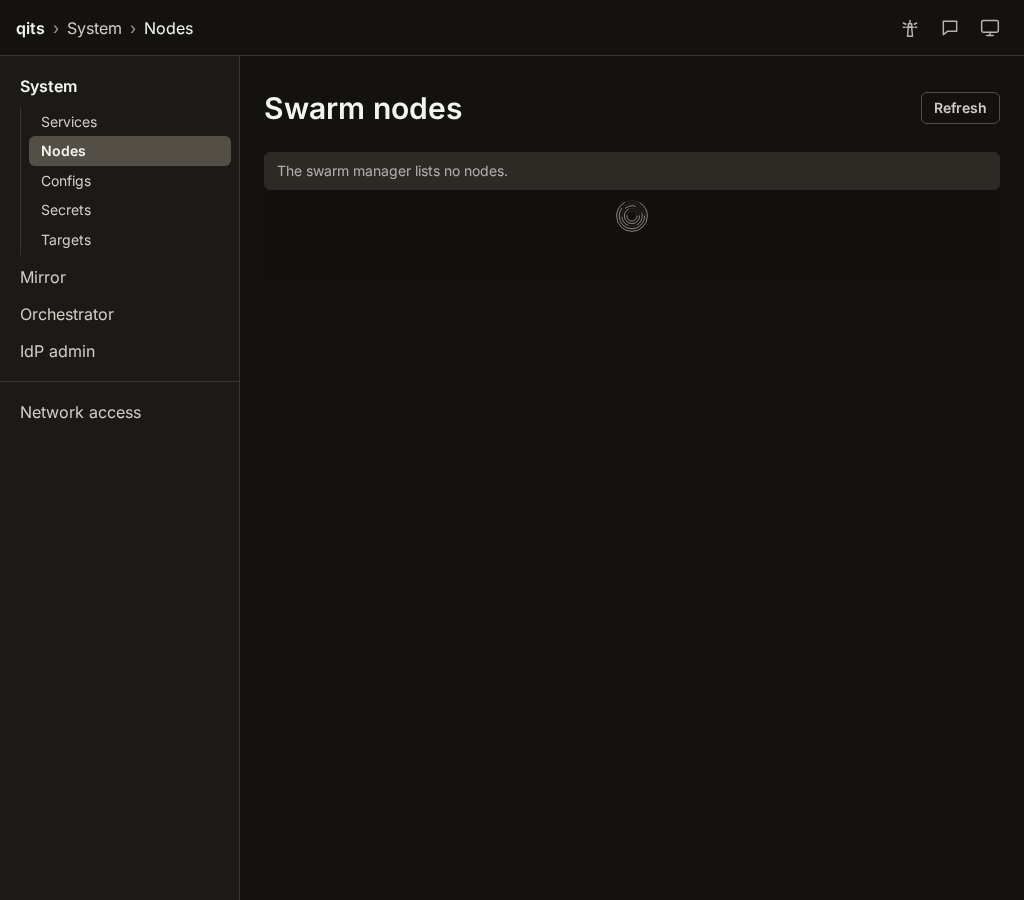 qits › System › Nodes
System
Services
Nodes
Configs
Secrets
Targets
Mirror
Orchestrator
IdP admin
Network access
Swarm nodes
Refresh
The swarm manager lists no nodes.